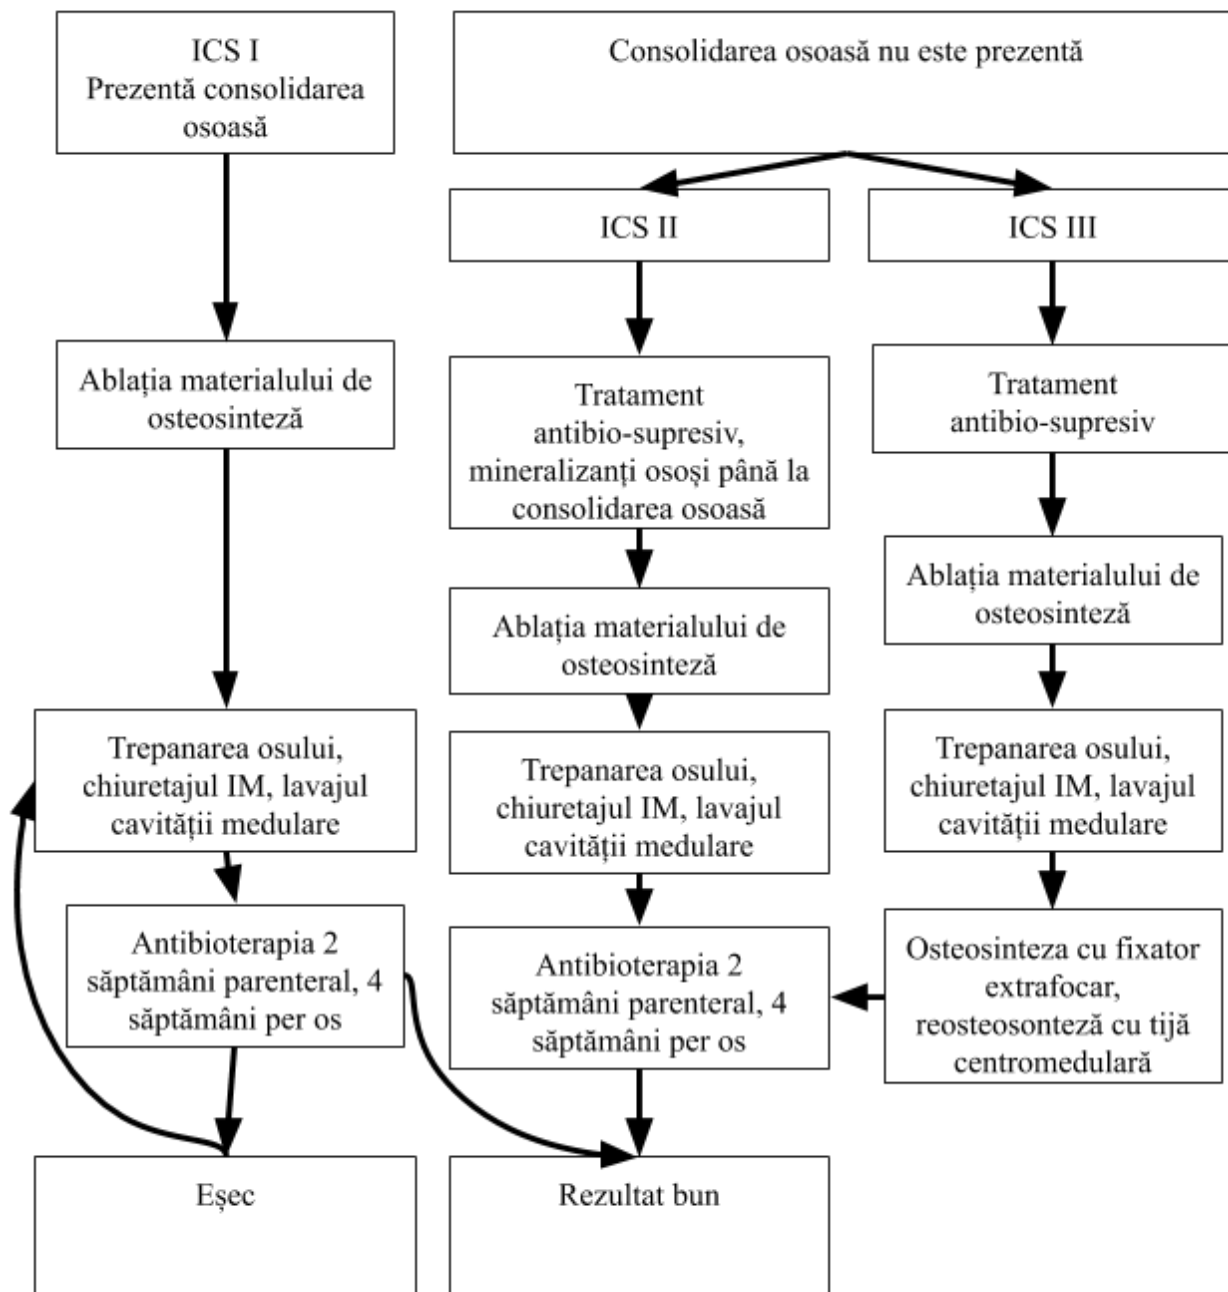 ICS I
Prezentă consolidarea
osoasă
Consolidarea osoasă nu este prezentă
ICS II
ICS III
Ablația materialului de
osteosinteză
Tratament
antibio-supresiv,
mineralizanți osoși până la
consolidarea osoasă
Tratament
antibio-supresiv
Ablația materialului de
osteosinteză
Ablația materialului de
osteosinteză
Trepanarea osului,
chiuretajul IM, lavajul
cavității medulare
Trepanarea osului,
chiuretajul IM, lavajul
cavității medulare
Trepanarea osului,
chiuretajul IM, lavajul
cavității medulare
Antibioterapia 2
săptămâni parenteral, 4
săptămâni per os
Antibioterapia 2
săptămâni parenteral, 4
săptămâni per os
Osteosinteza cu fixator
extrafocar,
reosteosonteză cu tijă
centromedulară
Eșec
Rezultat bun